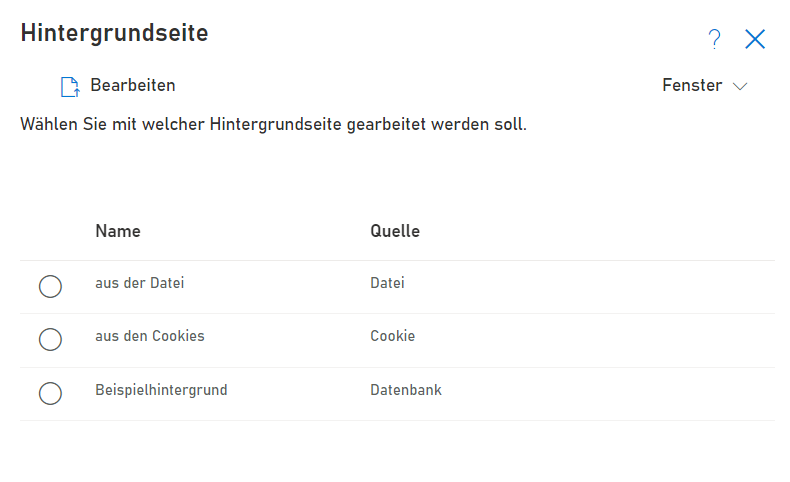 Hintergrundseite
?
Bearbeiten Fenster
Wählen Sie mit welcher Hintergrundseite gearbeitet werden soll.
Name Quelle
aus der Datei Datei
aus den Cookies Cookie
Beispielhintergrund Datenbank